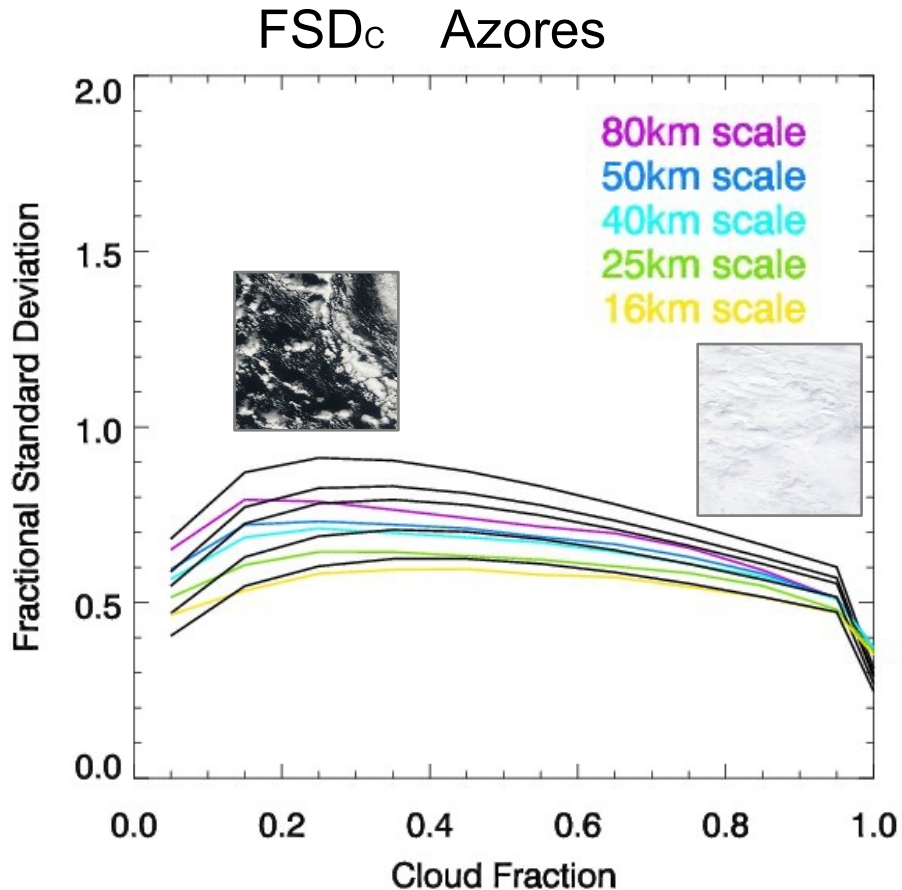 FSDC Azores
2.0
1.5
1.0
0.5
0.0
Fractional Standard Deviation
80km scale
50km scale
40km scale
25km scale
16km scale
0.0 0.2 0.4 0.6 0.8 1.0
Cloud Fraction